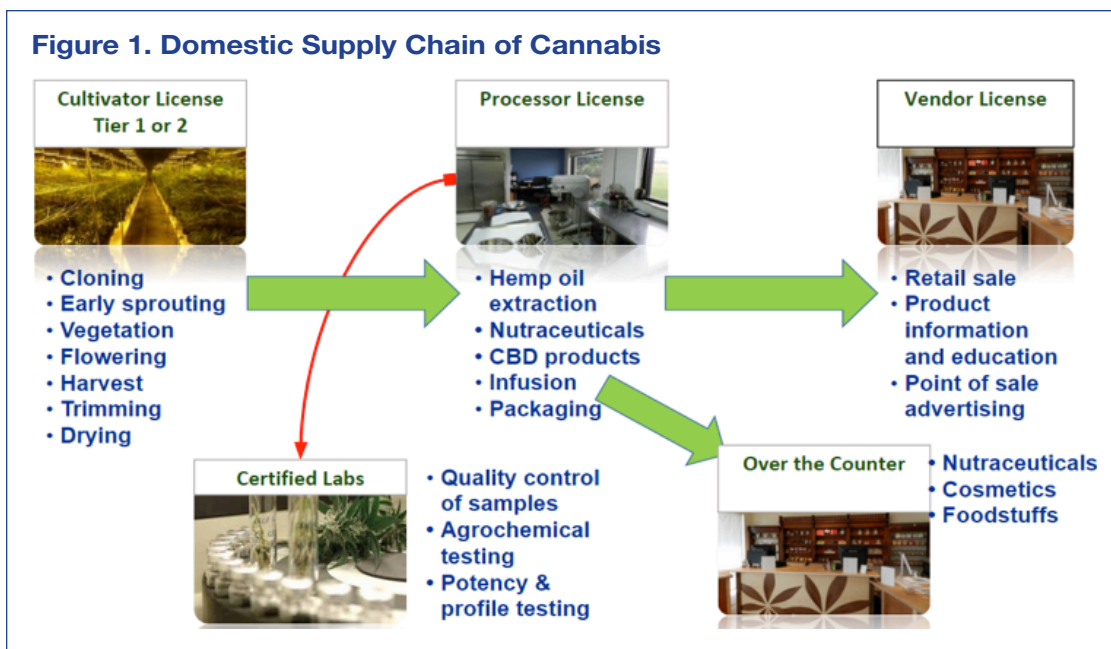 Figure 1. Domestic Supply Chain of Cannabis
Cultivator License
Tier 1 or 2
• Cloning
• Early sprouting
• Vegetation
• Flowering
• Harvest
• Trimming
• Drying
Processor License
• Hemp oil
extraction
• Nutraceuticals
• CBD products
• Infusion
• Packaging
Vendor License
• Retail sale
• Product
information
and education
• Point of sale
advertising
Certified Labs
• Quality control
of samples
• Agrochemical
testing
• Potency &
profile testing
Over the Counter
• Nutraceuticals
• Cosmetics
• Foodstuffs